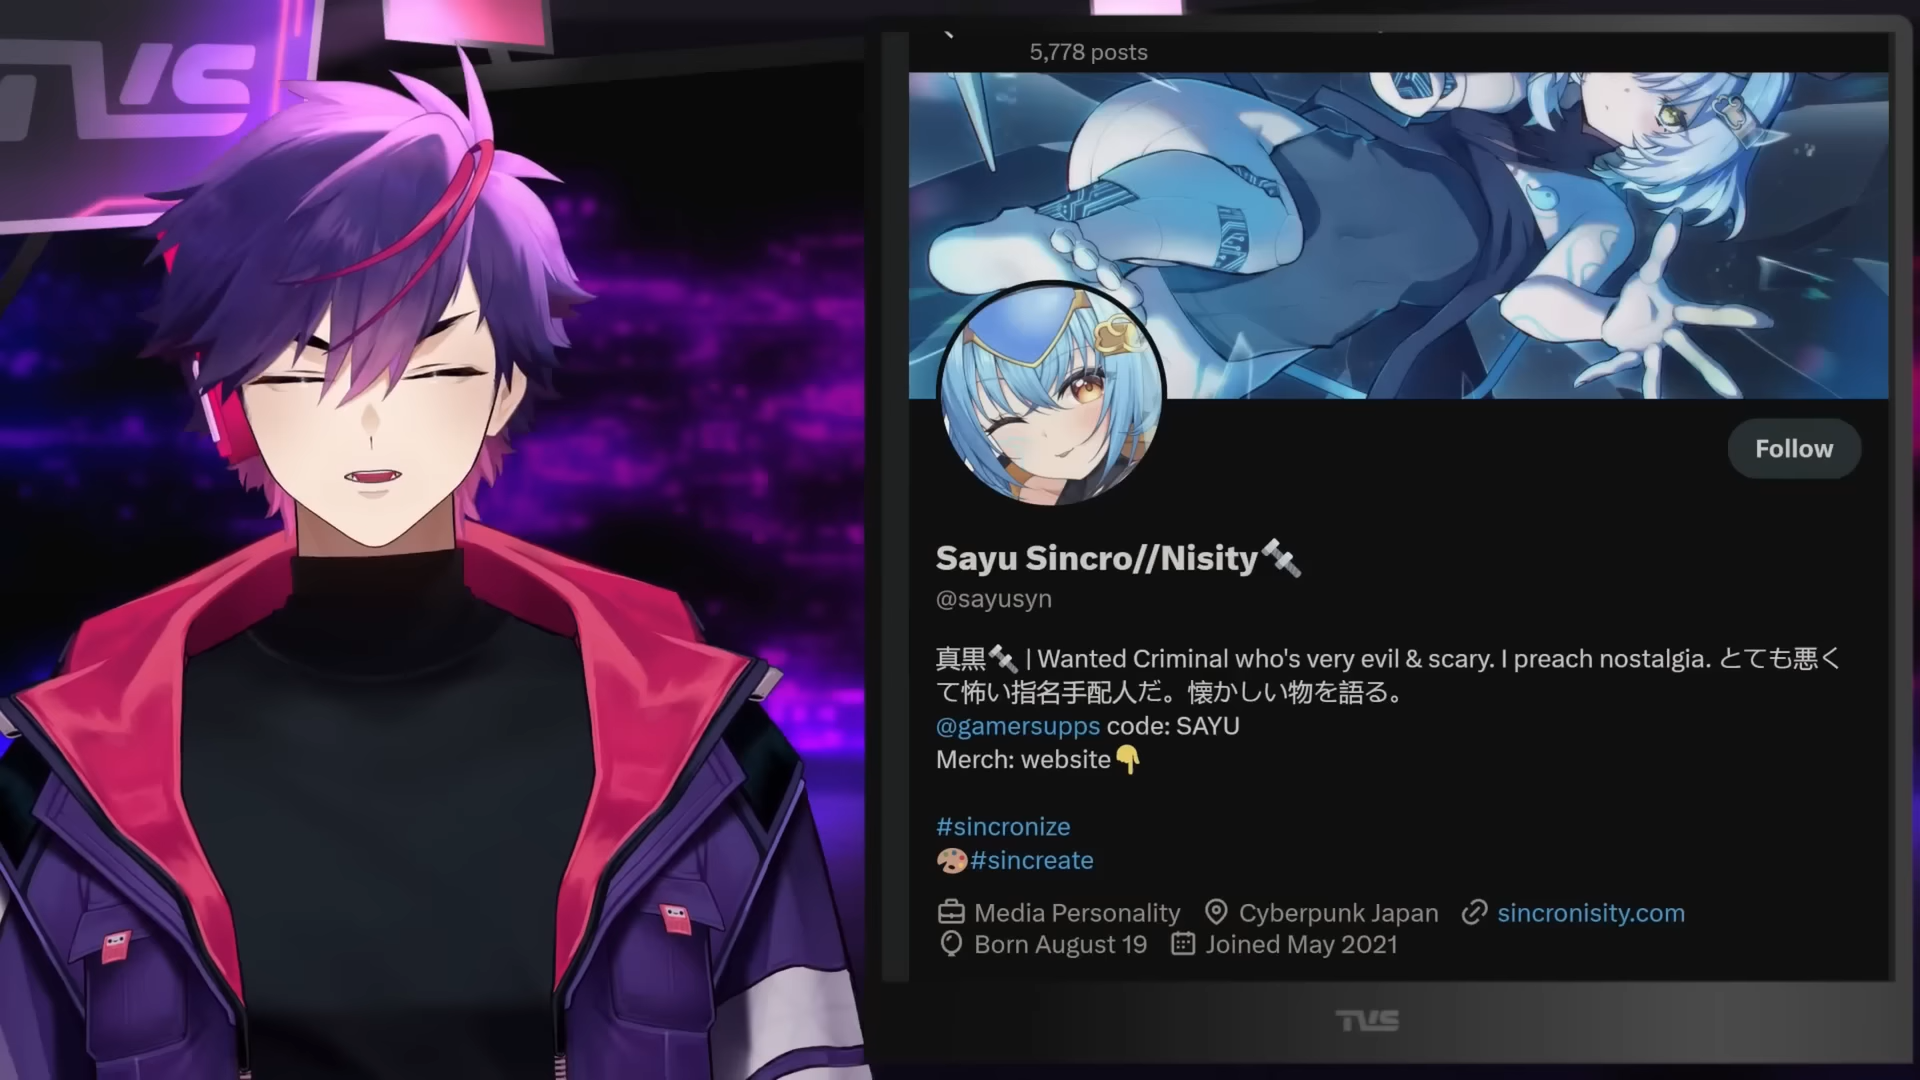 TVS
5,778 posts
Follow
Sayu Sincro//Nisity🔩
@sayusyn
真黒🔩 | Wanted Criminal who's very evil & scary. I preach nostalgia. とても悪く
て怖い指名手配人だ。懐かしい物を語る。
@gamersupps code: SAYU
Merch: website👇
#sincronize
🎨#sincreate
Media Personality Cyberpunk Japan sincronisity.com
Born August 19 Joined May 2021
TVS